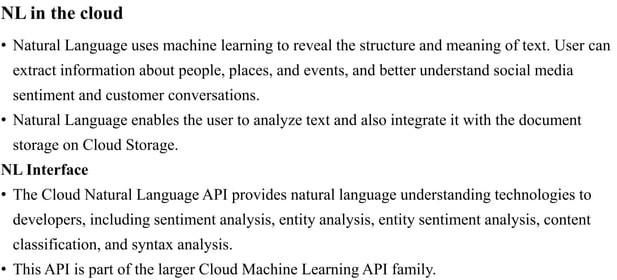 NL in the cloud
• Natural Language uses machine learning to reveal the structure and meaning of text. User can
extract information about people, places, and events, and better understand social media
sentiment and customer conversations.
• Natural Language enables the user to analyze text and also integrate it with the document
storage on Cloud Storage.
NL Interface
• The Cloud Natural Language API provides natural language understanding technologies to
developers, including sentiment analysis, entity analysis, entity sentiment analysis, content
classification, and syntax analysis.
• This API is part of the larger Cloud Machine Learning API family.